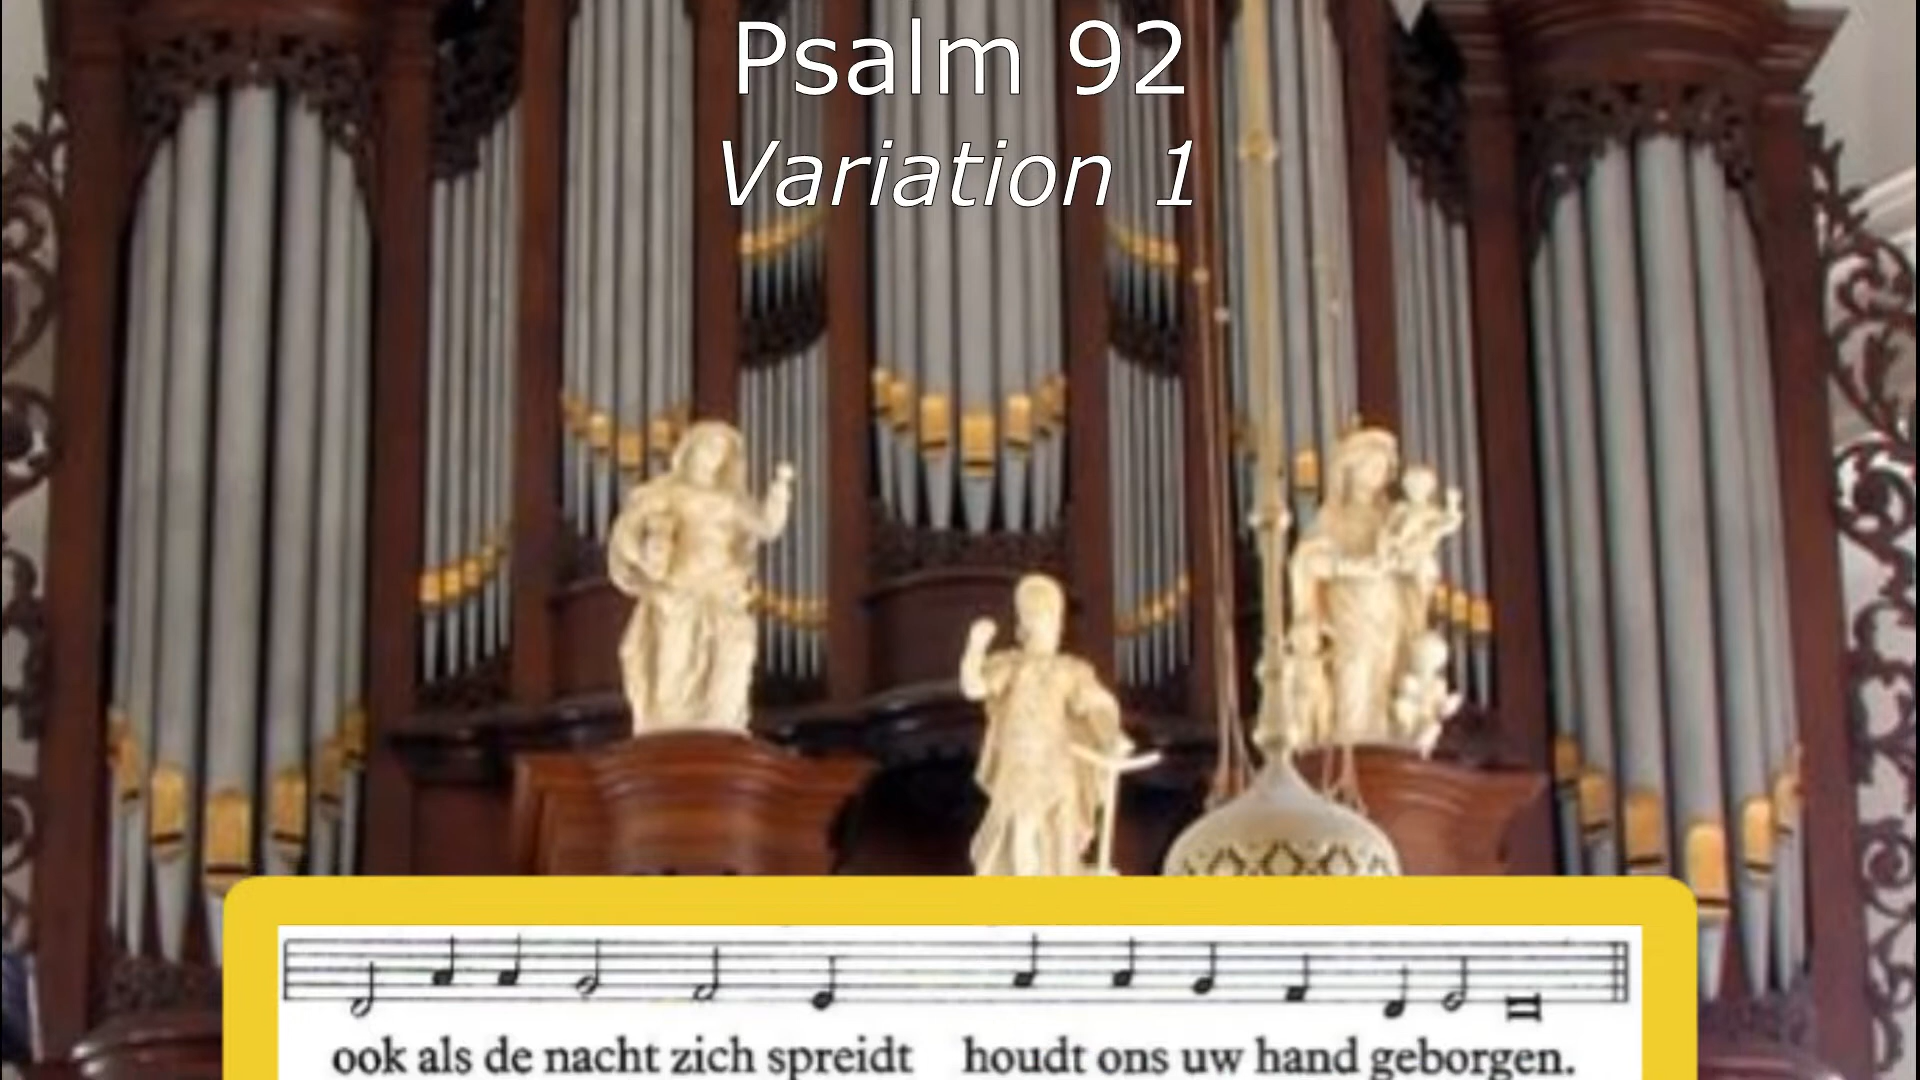 Psalm 92
Variation 1
ook als de nacht zich spreidt houdt ons uw hand geborgen.